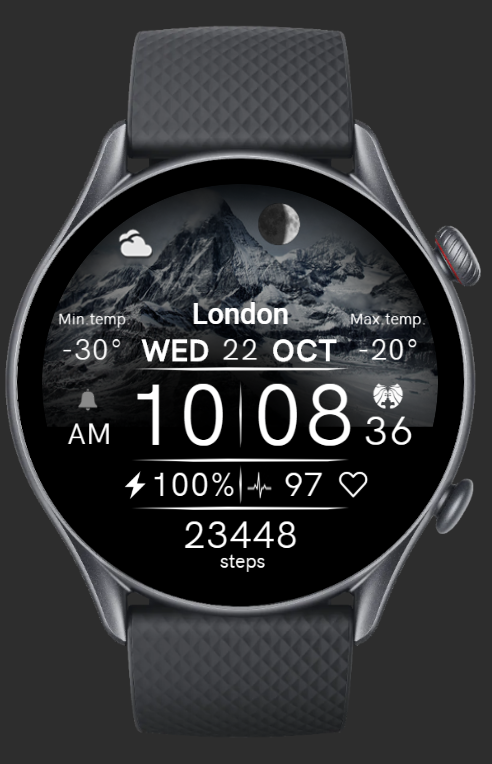 London
Min.temp.
Max.temp.
-30°
WED 22 OCT
-20°
10 08
AM
36
100%
97
23448
steps